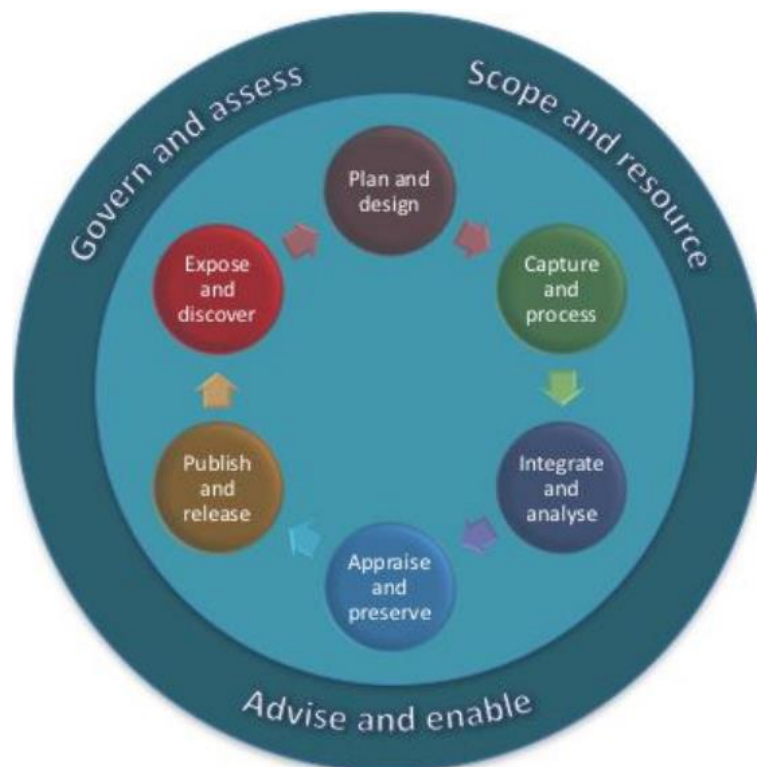 Govern and assess
Scope and resource
Plan and
design
Capture
and
process
Integrate
and
analyse
Appraise
and
preserve
Publish
and
release
Expose
and
discover
Advise and enable